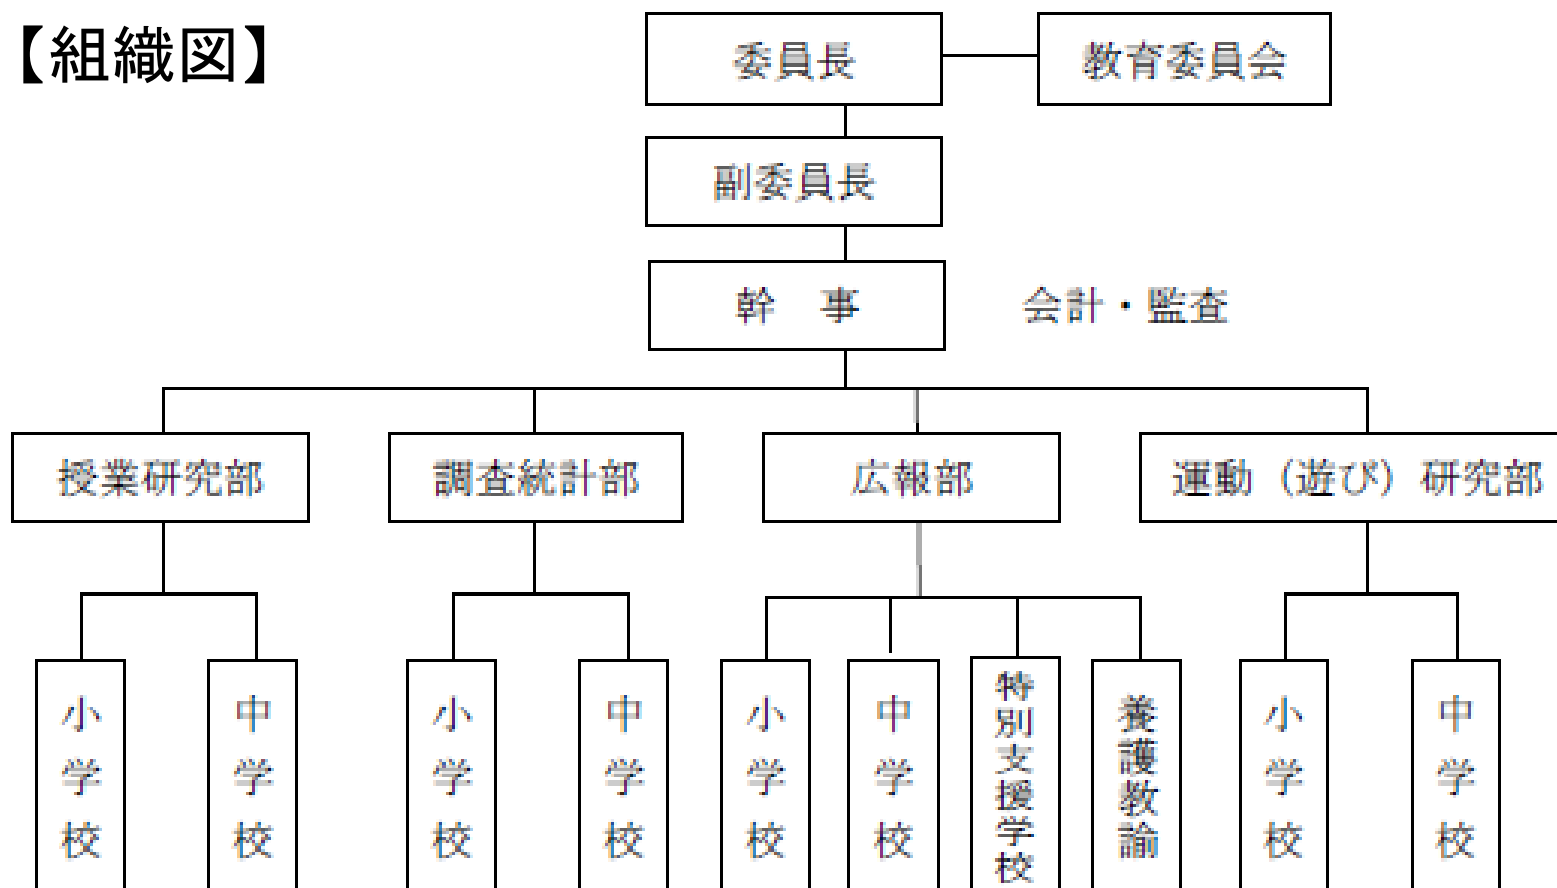 【組織図】
委員長
教育委員会
副委員長
幹　事
会計・監査
授業研究部
調査統計部
広報部
運動（遊び）研究部
小学校
中学校
小学校
中学校
小学校
中学校
特別支援学校
養護教諭
小学校
中学校